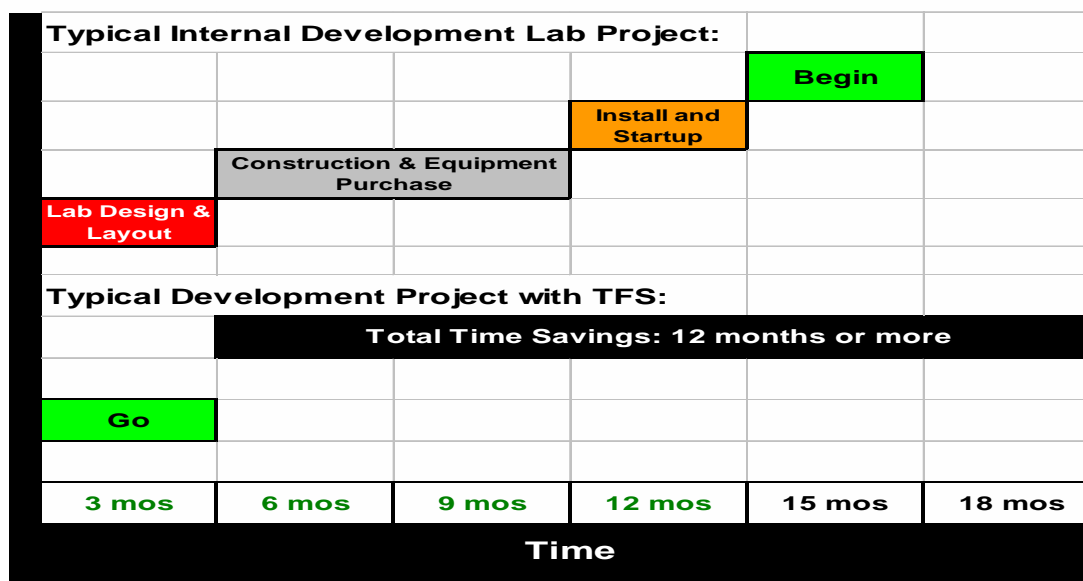 Typical Internal Development Lab Project:
Begin
Install and
Startup
Construction & Equipment
Purchase
Lab Design &
Layout
Typical Development Project with TFS:
Total Time Savings: 12 months or more
Go
3 mos
6 mos
9 mos
12 mos
15 mos
18 mos
Time